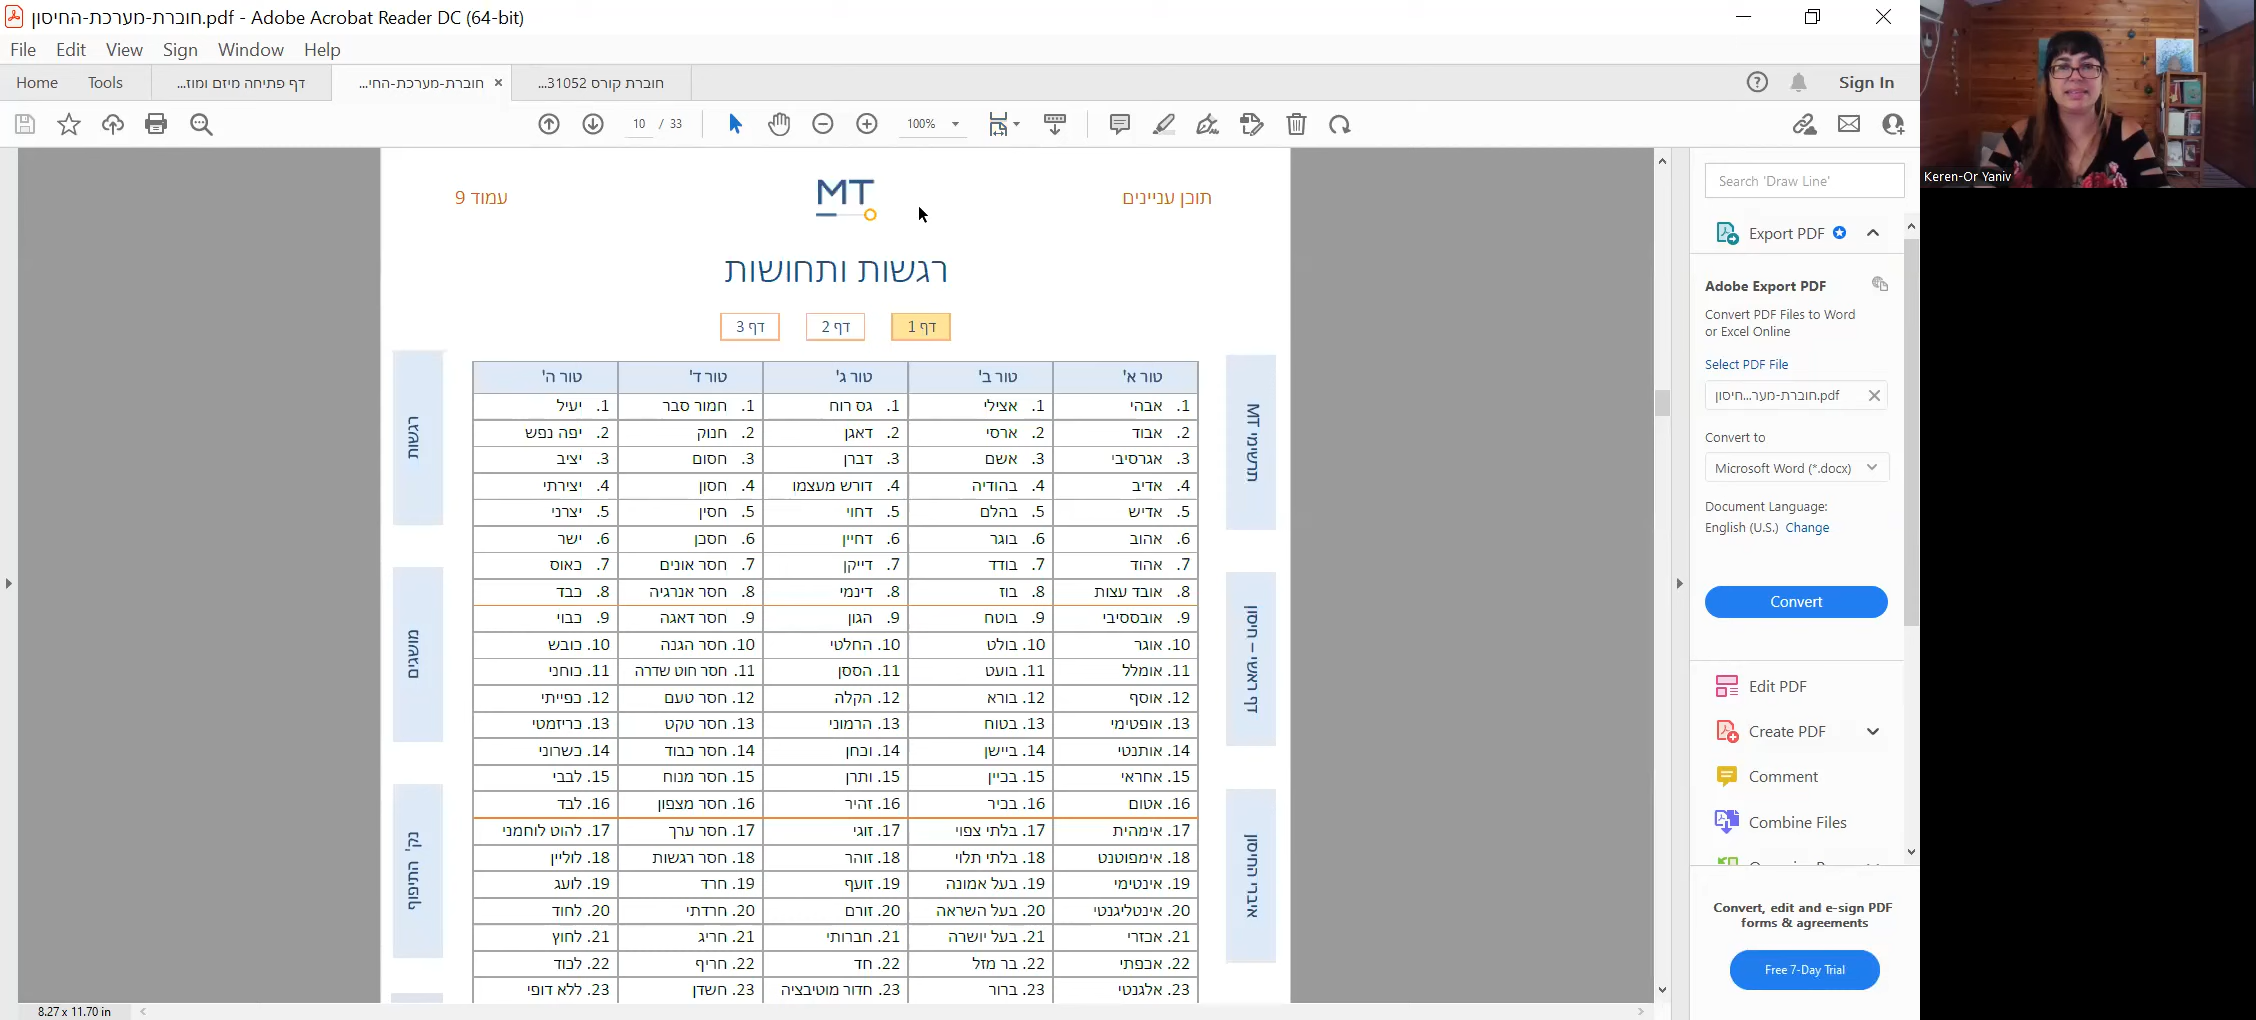 חוברת-מערכת-החיסון.pdf - Adobe Acrobat Reader DC (64-bit)
File Edit View Sign Window Help
Home Tools דף פתיחה מיזם ומוז... חוברת-מערכת-החי... × חוברת קורס 31052... Sign In
10 / 33 100%
Keren-Or Yaniv
Search 'Draw Line'
תוכן עניינים MT עמוד 9
רגשות ותחושות
דף 1 דף 2 דף 3
טור א' טור ב' טור ג' טור ד' טור ה'
1. אבהי 1. אצילי 1. גס רוח 1. חמור סבר 1. יעיל
2. אבוד 2. ארסי 2. דאגן 2. חנוק 2. יפה נפש
3. אגרסיבי 3. אשם 3. דברן 3. חסום 3. יציב
4. אדיב 4. בהודיה 4. דורש מעצמו 4. חסון 4. יצירתי
5. אדיש 5. בהלם 5. דחוי 5. חסין 5. יצרני
6. אהוב 6. בוגר 6. דחיין 6. חסכן 6. ישר
7. אהוד 7. בודד 7. דייקן 7. חסר אונים 7. כאוס
8. אובד עצות 8. בוז 8. דינמי 8. חסר אנרגיה 8. כבד
9. אובססיבי 9. בוטח 9. הגון 9. חסר דאגה 9. כבוי
10. אוגר 10. בולט 10. החלטי 10. חסר הגנה 10. כובש
11. אומלל 11. בועט 11. הססן 11. חסר חוט שדרה 11. כוחני
12. אוסף 12. בורא 12. הקלה 12. חסר טעם 12. כפייתי
13. אופטימי 13. בטוח 13. הרמוני 13. חסר טקט 13. כריזמטי
14. אותנטי 14. ביישן 14. וכחן 14. חסר כבוד 14. כשרוני
15. אחראי 15. בכיין 15. ותרן 15. חסר מנוח 15. לבבי
16. אטום 16. בכיר 16. זהיר 16. חסר מצפון 16. לבד
17. אימהית 17. בלתי צפוי 17. זוגי 17. חסר ערך 17. להוט לוחמני
18. אימפוטנט 18. בלתי תלוי 18. זוהר 18. חסר רגשות 18. לוליין
19. אינטימי 19. בעל אמונה 19. זועף 19. חרד 19. לועג
20. אינטליגנטי 20. בעל השראה 20. זורם 20. חרדתי 20. לחוד
21. אכזרי 21. בעל יושרה 21. חברותי 21. חריג 21. לחוץ
22. אכפתי 22. בר מזל 22. חד 22. חריף 22. לכוד
23. אלגנטי 23. ברור 23. חדור מוטיבציה 23. חשדן 23. ללא דופי
תרשימי MT
דף ראשי – חיסון
איברי החיסון
רגשות
מושגים
נק' התיפוף
Export PDF
Adobe Export PDF
Convert PDF Files to Word
or Excel Online
Select PDF File
חוברת-מער...חיסון.pdf
Convert to
Microsoft Word (*.docx)
Document Language:
English (U.S.) Change
Convert
Edit PDF
Create PDF
Comment
Combine Files
Convert, edit and e-sign PDF
forms & agreements
Free 7-Day Trial
8.27 x 11.70 in